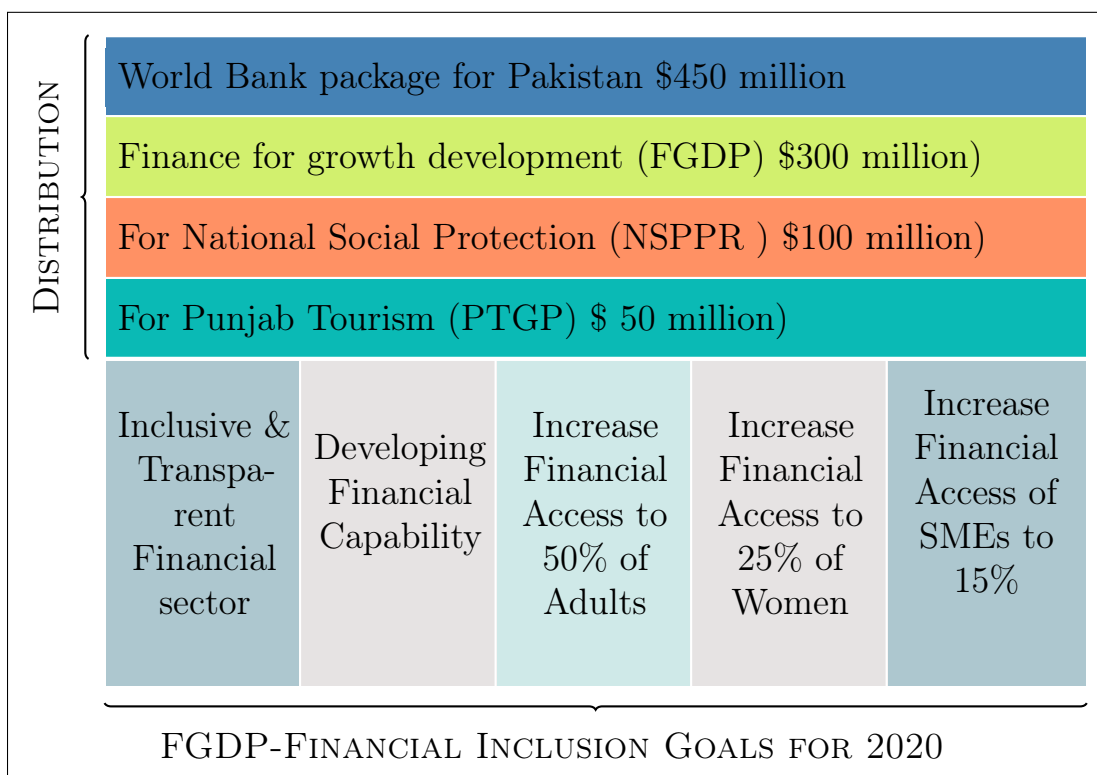 DISTRIBUTION
World Bank package for Pakistan $450 million
Finance for growth development (FGDP) $300 million)
For National Social Protection (NSPPR ) $100 million)
For Punjab Tourism (PTGP) $ 50 million)
Inclusive &
Transpa-
rent
Financial
sector
Developing
Financial
Capability
Increase
Financial
Access to
50% of
Adults
Increase
Financial
Access to
25% of
Women
Increase
Financial
Access of
SMEs to
15%
FGDP-FINANCIAL INCLUSION GOALS FOR 2020